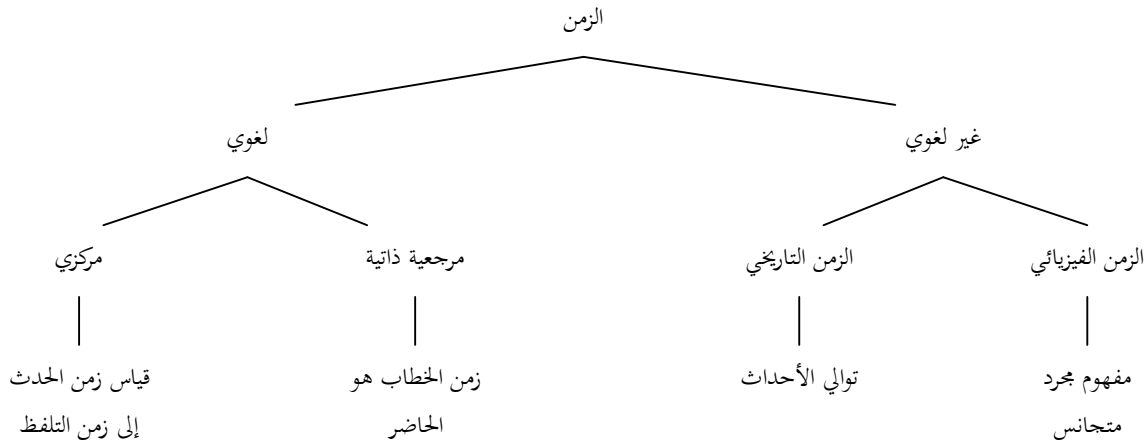 الزمن
غير لغوي
لغوي
الزمن الفيزيائي
الزمن التاريخي
مرجعية ذاتية
مركزي
مفهوم مجرد
متجانس
توالي الأحداث
زمن الخطاب هو
الحاضر
قياس زمن الحدث
إلى زمن التلفظ